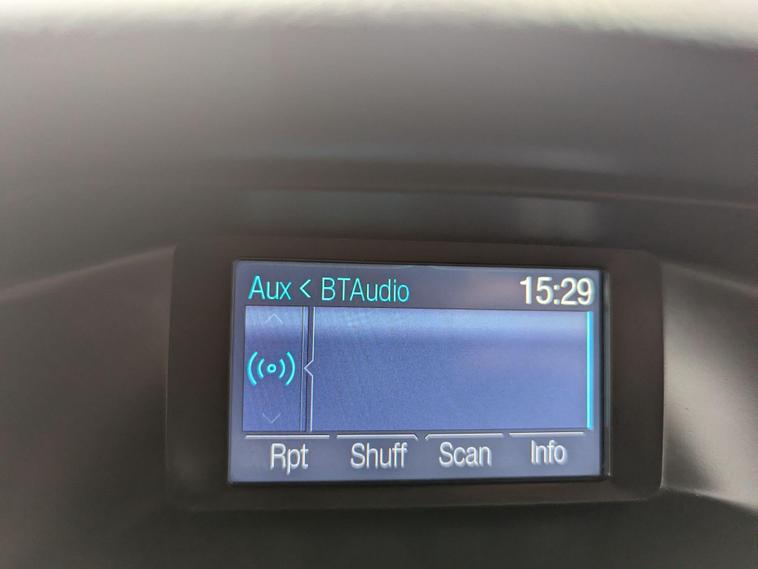 Aux < BTAudio 15:29
Rpt Shuff Scan Info